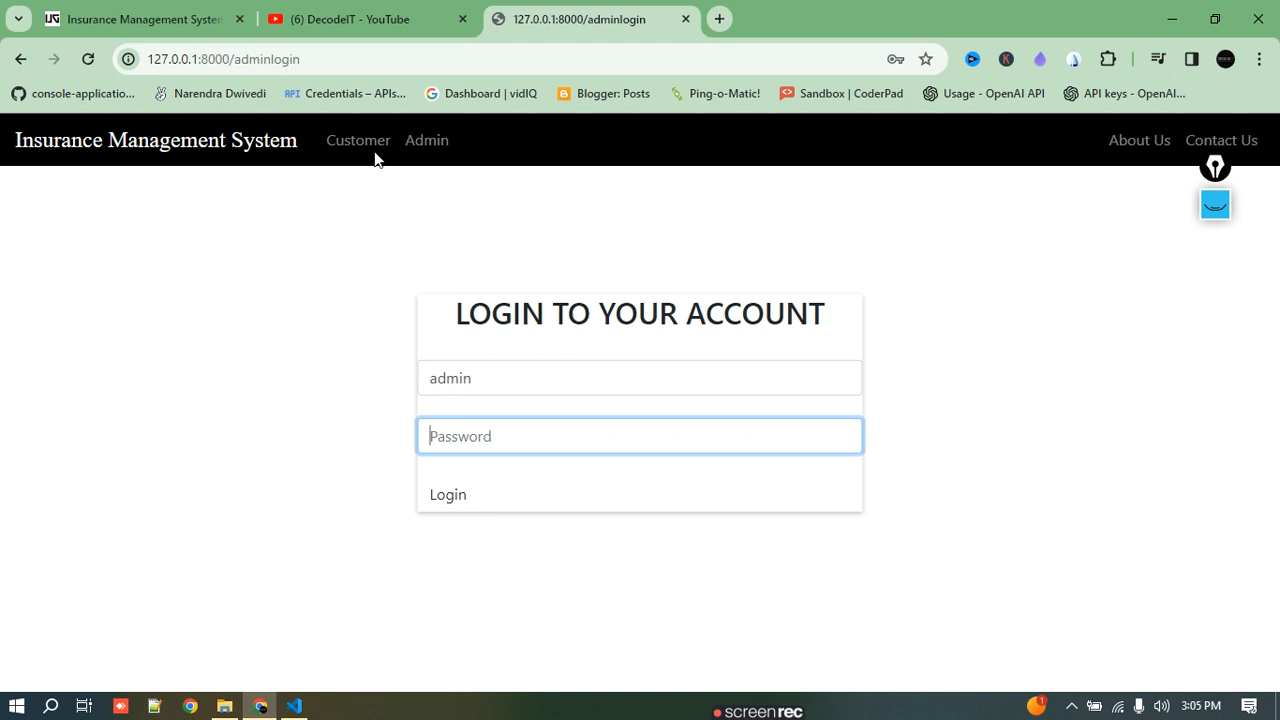 Insurance Management System
(6) DecodeIT - YouTube
127.0.0.1:8000/adminlogin
127.0.0.1:8000/adminlogin
console-applicatio...
Narendra Dwivedi
API Credentials – APIs...
Dashboard | vidIQ
Blogger: Posts
Ping-o-Matic!
Sandbox | CoderPad
Usage - OpenAI API
API keys - OpenAI...
Insurance Management System
Customer
Admin
About Us
Contact Us
LOGIN TO YOUR ACCOUNT
admin
Password
Login
screenrec
1
3:05 PM